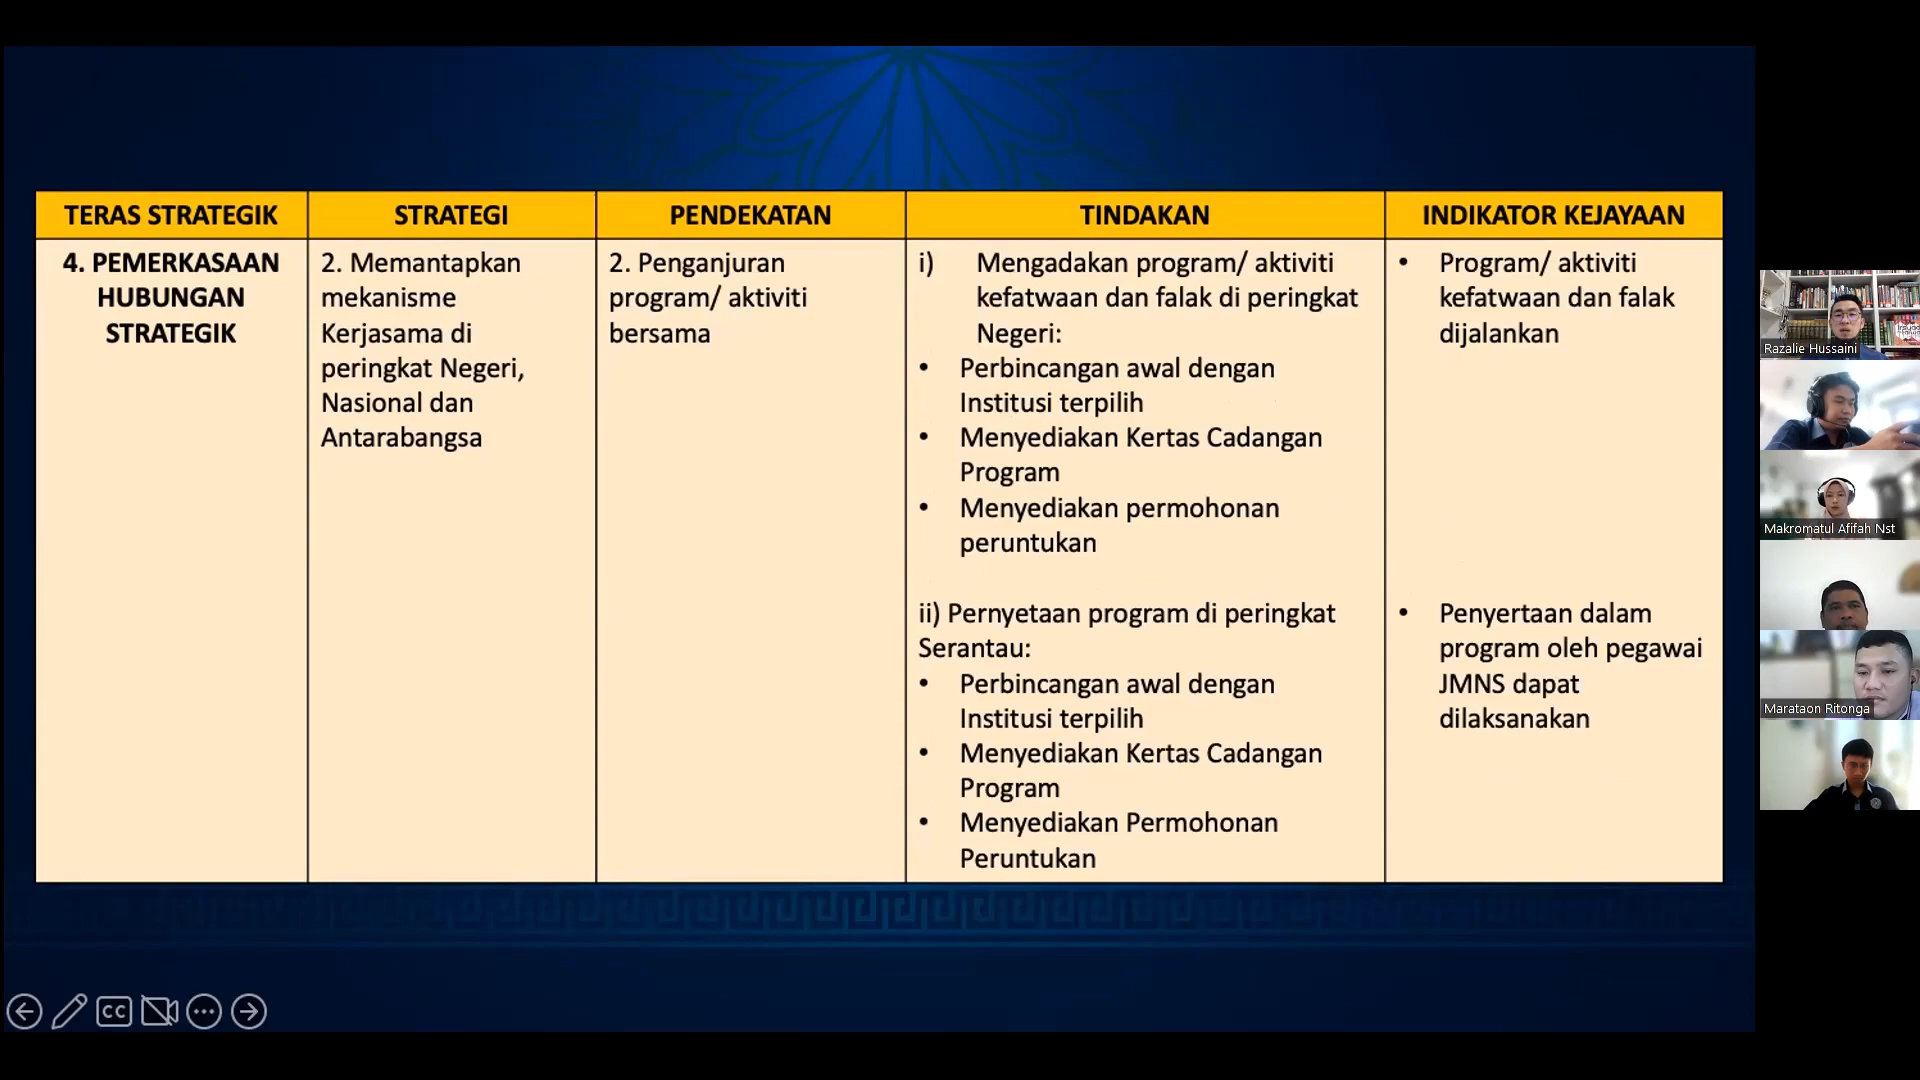 TERAS STRATEGIK
STRATEGI
PENDEKATAN
TINDAKAN
INDIKATOR KEJAYAAN
4. PEMERKASAAN
HUBUNGAN
STRATEGIK
2. Memantapkan
mekanisme
Kerjasama di
peringkat Negeri,
Nasional dan
Antarabangsa
2. Penganjuran
program/ aktiviti
bersama
i) Mengadakan program/ aktiviti
kefatwaan dan falak di peringkat
Negeri:
• Perbincangan awal dengan
Institusi terpilih
• Menyediakan Kertas Cadangan
Program
• Menyediakan permohonan
peruntukan
ii) Pernyetaan program di peringkat
Serantau:
• Perbincangan awal dengan
Institusi terpilih
• Menyediakan Kertas Cadangan
Program
• Menyediakan Permohonan
Peruntukan
• Program/ aktiviti
kefatwaan dan falak
dijalankan
• Penyertaan dalam
program oleh pegawai
JMNS dapat
dilaksanakan
CC
Razalie Hussaini
Makromatul Afifah Nst
Marataon Ritonga